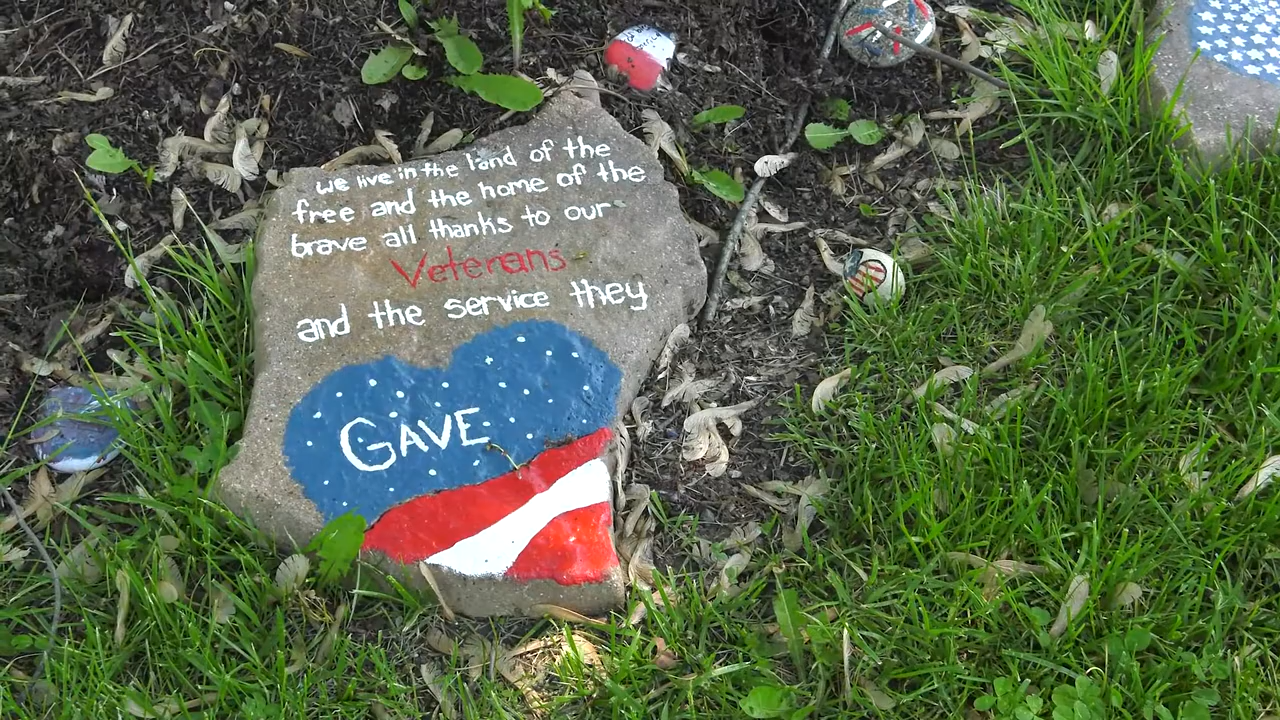 we live in the land of the
free and the home of the
brave all thanks to our
Veterans
and the service they
GAVE